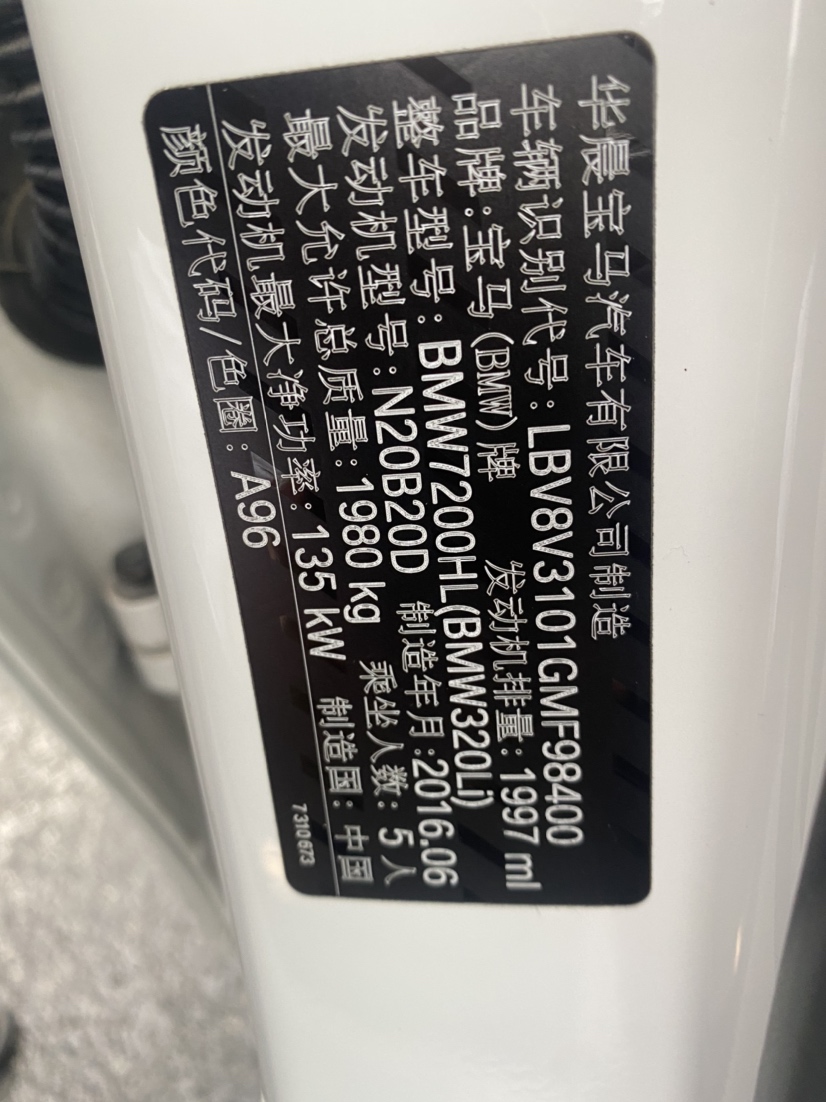 华晨宝马汽车有限公司制造
车辆识别代号：LBV8V3101GMF98400
品牌：宝马（BMW）牌 发动机排量：1997 ml
整车型号：BMW7200HL(BMW320Li)
发动机型号：N20B20D 制造年月：2016.06
最大允许总质量：1980 kg 乘坐人数：5人
发动机最大净功率：135 kW 制造国：中国
颜色代码/色圈：A96 7 310 673